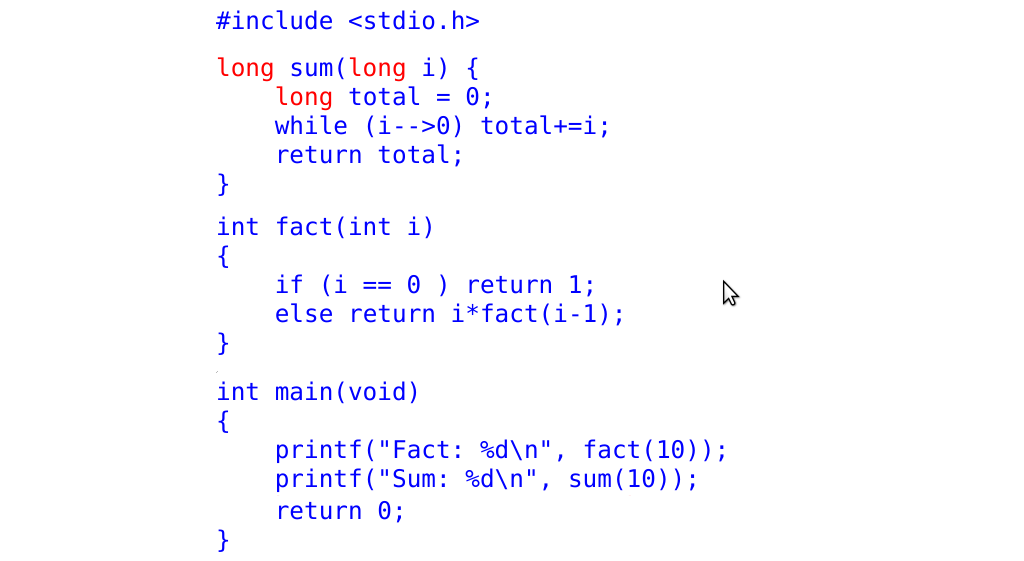 #include <stdio.h>
long sum(long i) {
    long total = 0;
    while (i-->0) total+=i;
    return total;
}
int fact(int i)
{
    if (i == 0 ) return 1;
    else return i*fact(i-1);
}
int main(void)
{
    printf("Fact: %d\n", fact(10));
    printf("Sum: %d\n", sum(10));
    return 0;
}